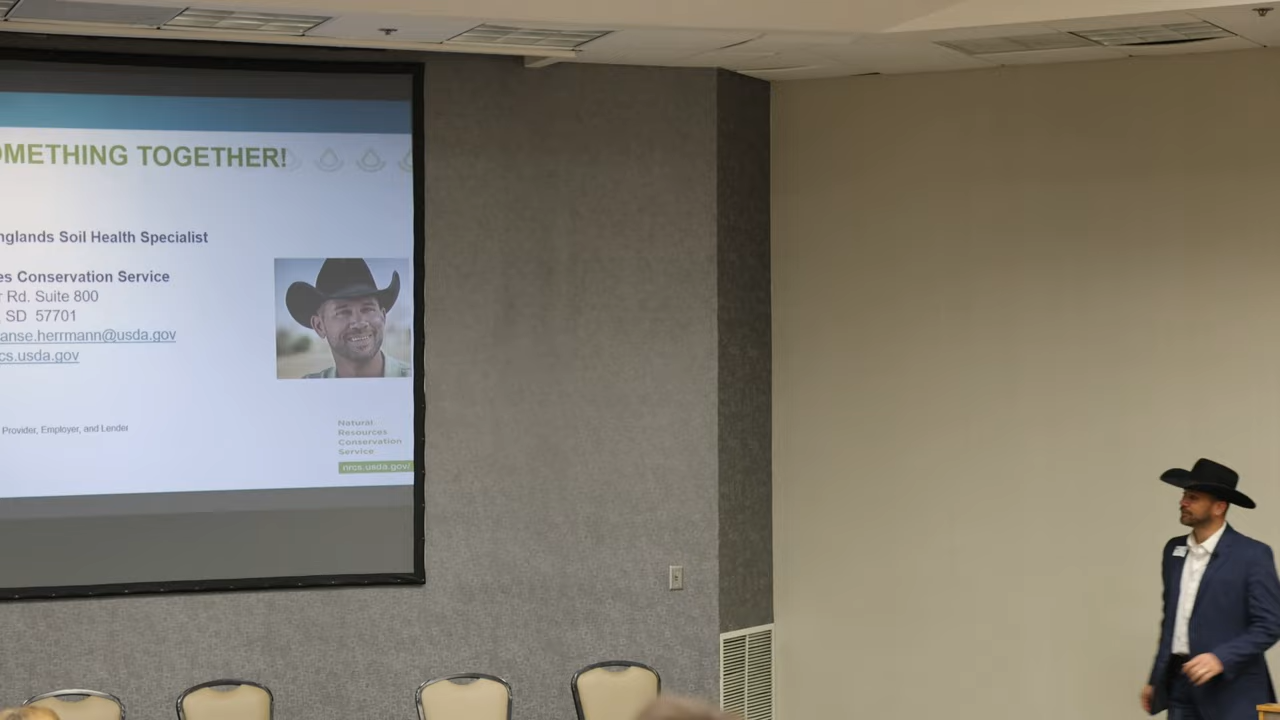 OMETHING TOGETHER!
nglands Soil Health Specialist
es Conservation Service
r Rd. Suite 800
, SD 57701
anse.herrmann@usda.gov
cs.usda.gov
Provider, Employer, and Lender
Natural
Resources
Conservation
Service
nrcs.usda.gov/